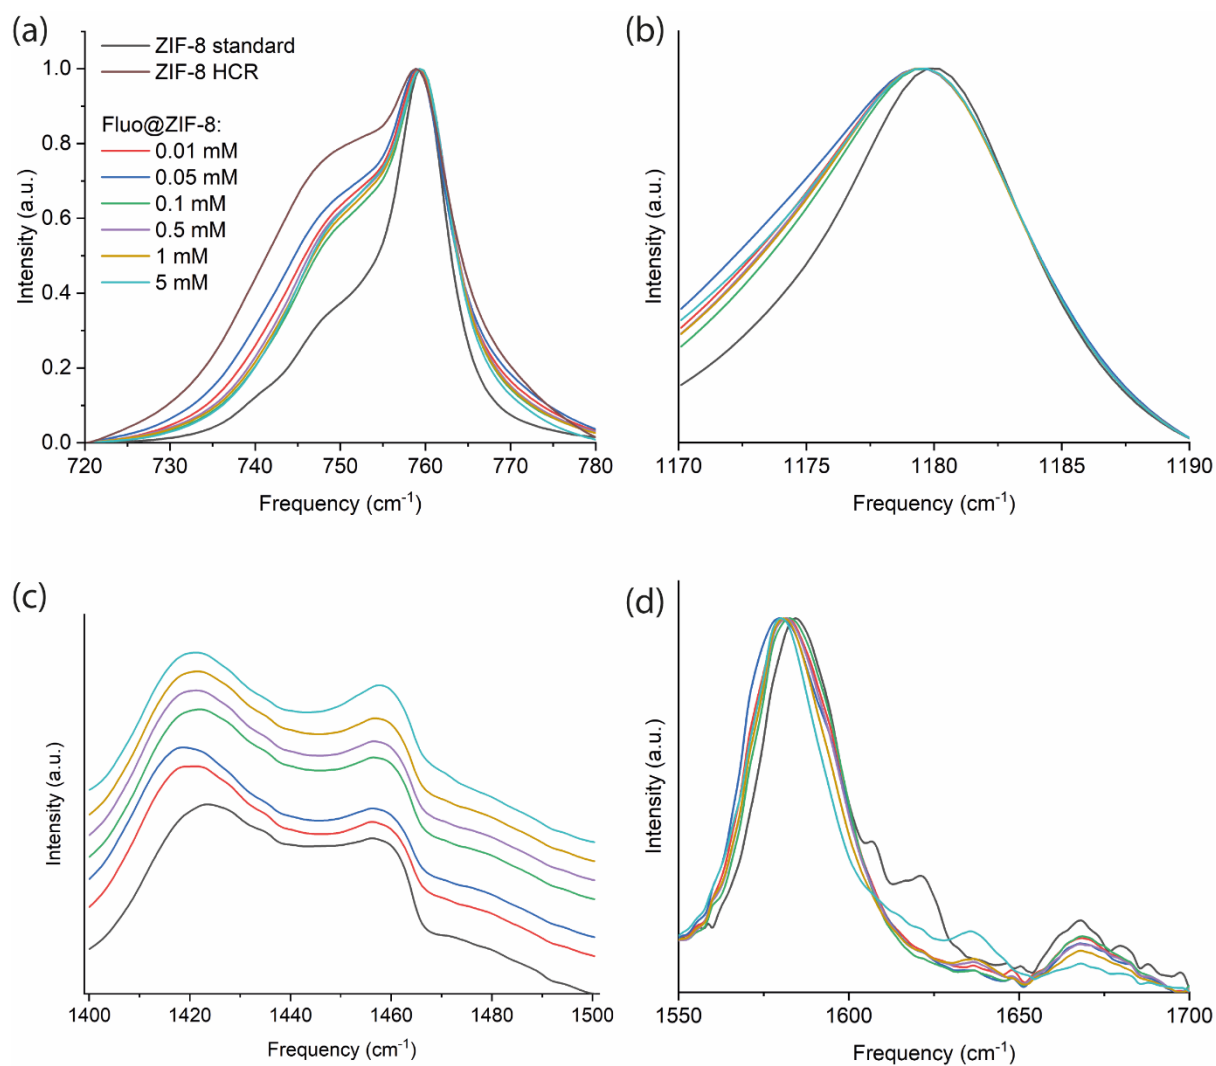 (a)
ZIF-8 standard
ZIF-8 HCR
Fluo@ZIF-8:
0.01 mM
0.05 mM
0.1 mM
0.5 mM
1 mM
5 mM
1.0
0.8
0.6
0.4
0.2
0.0
Intensity (a.u.)
720 730 740 750 760 770 780
Frequency (cm⁻¹)
(b)
Intensity (a.u.)
1170 1175 1180 1185 1190
Frequency (cm⁻¹)
(c)
Intensity (a.u.)
1400 1420 1440 1460 1480 1500
Frequency (cm⁻¹)
(d)
Intensity (a.u.)
1550 1600 1650 1700
Frequency (cm⁻¹)